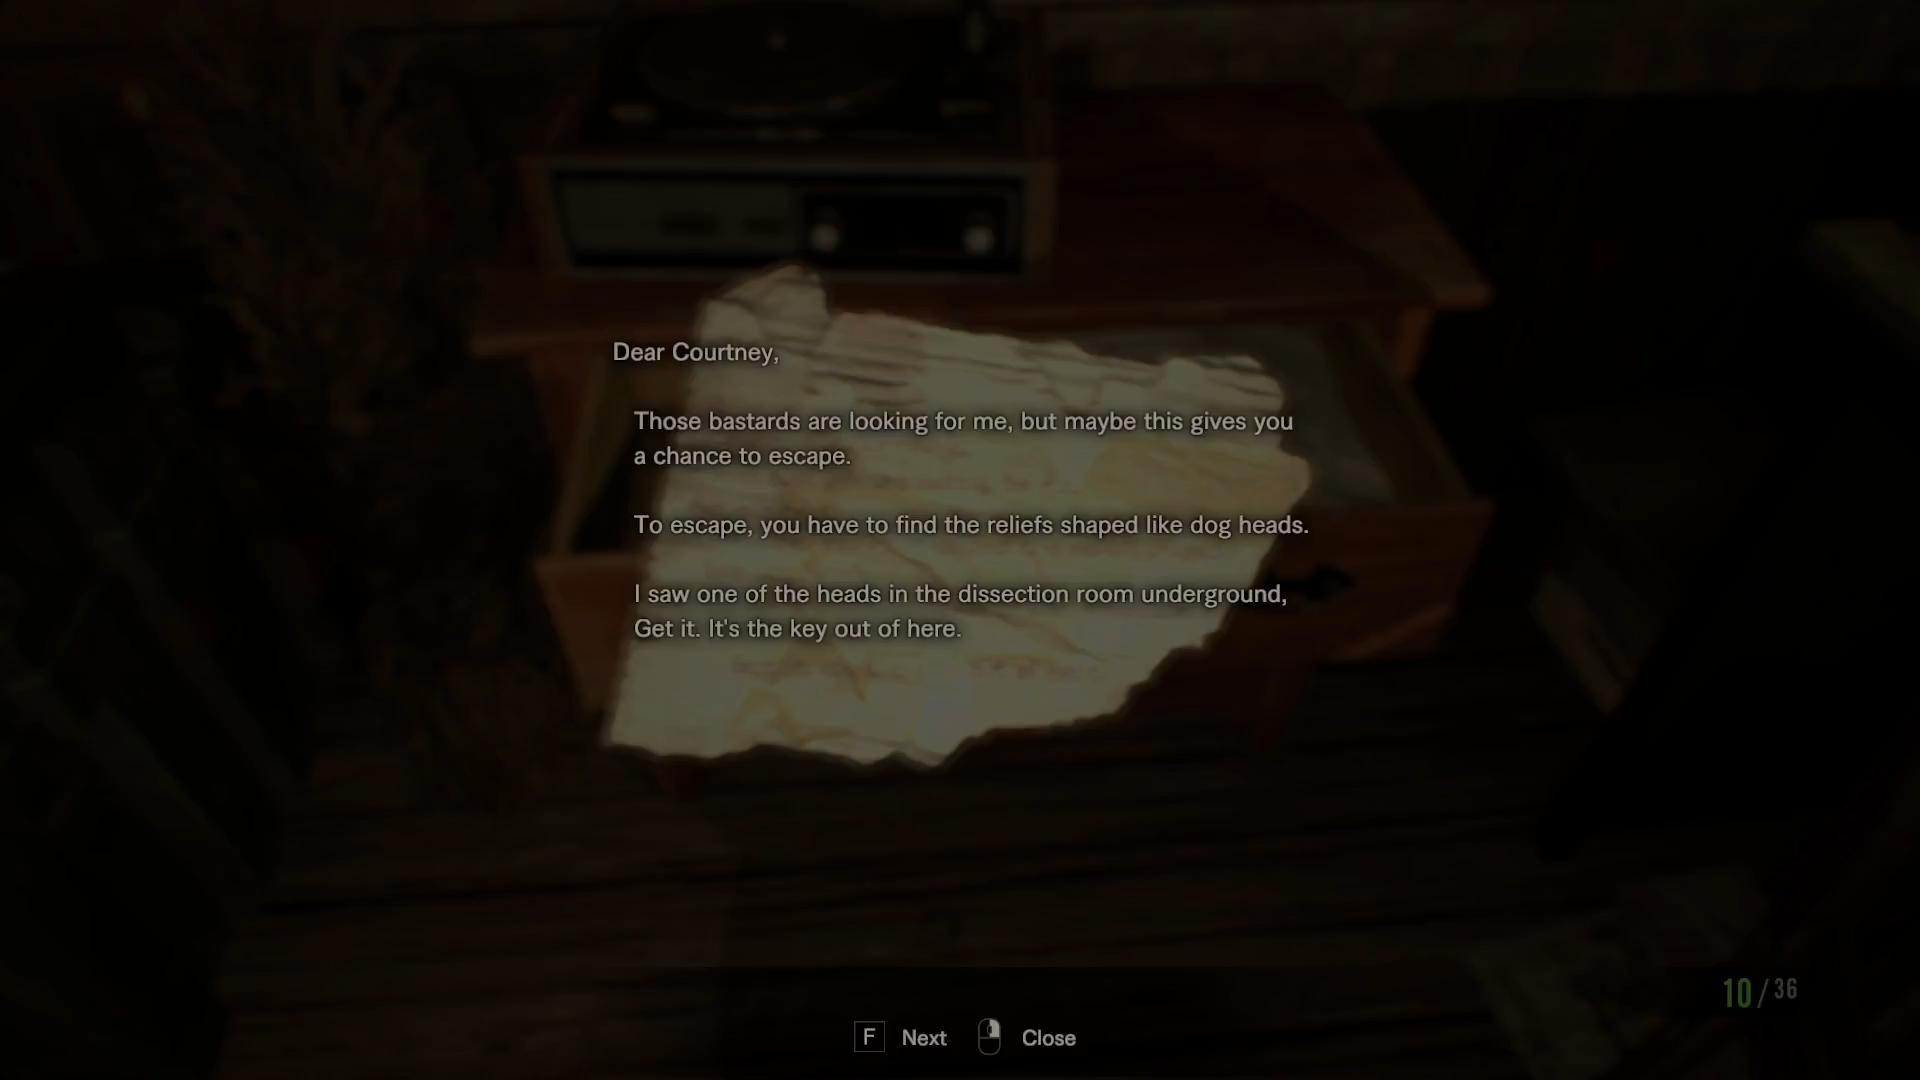 Dear Courtney,
Those bastards are looking for me, but maybe this gives you
a chance to escape.
To escape, you have to find the reliefs shaped like dog heads.
I saw one of the heads in the dissection room underground,
Get it. It's the key out of here.
10/36
F Next Close